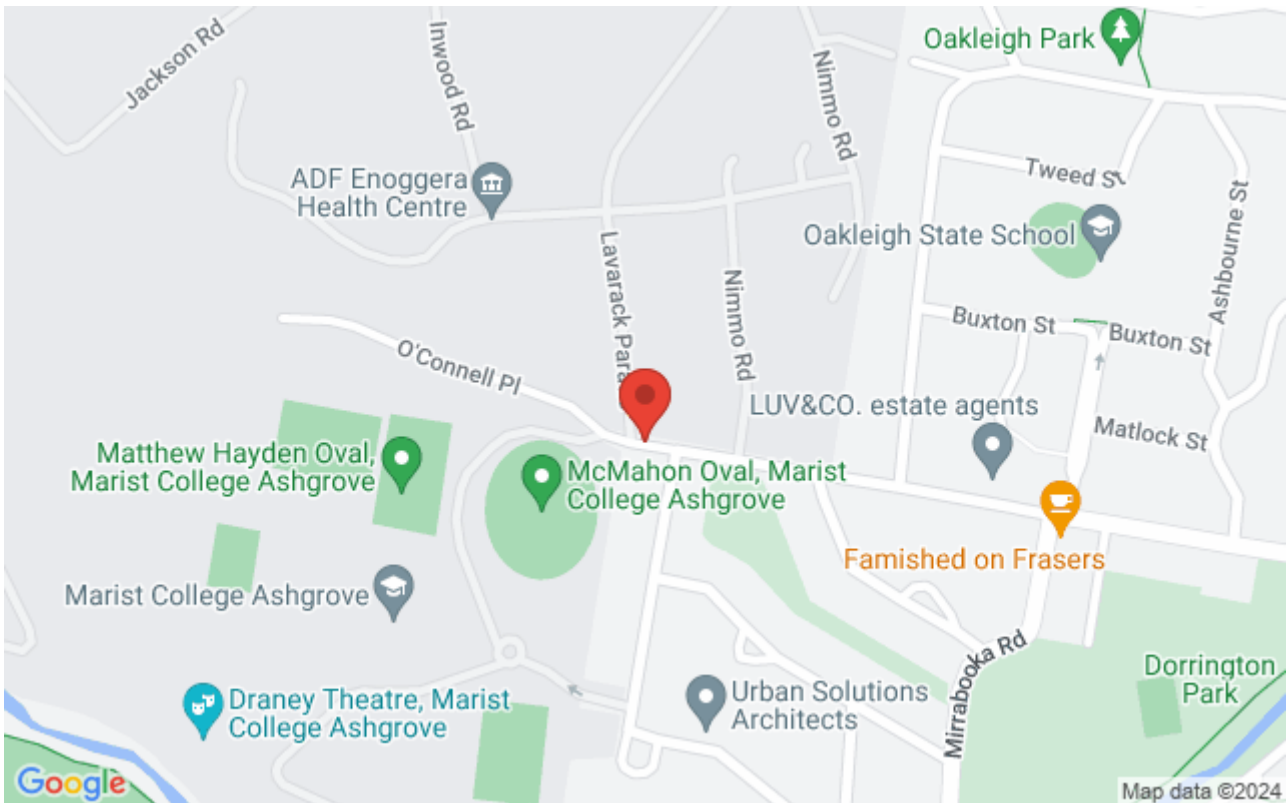 Oakleigh Park
Jackson Rd
Inwood Rd
Nimmo Rd
Tweed S
ADF Enoggera
Health Centre
Oakleigh State School
Ashbourne St
Lavarack Para
Nimmo Rd
Buxton St
Buxton St
O'Connell Pl
LUV&CO. estate agents
Matlock St
Matthew Hayden Oval,
Marist College Ashgrove
McMahon Oval, Marist
College Ashgrove
Famished on Frasers
Marist College Ashgrove
Mirrabooka Rd
Dorrington
Park
Draney Theatre, Marist
College Ashgrove
Urban Solutions
Architects
Google
Map data ©2024